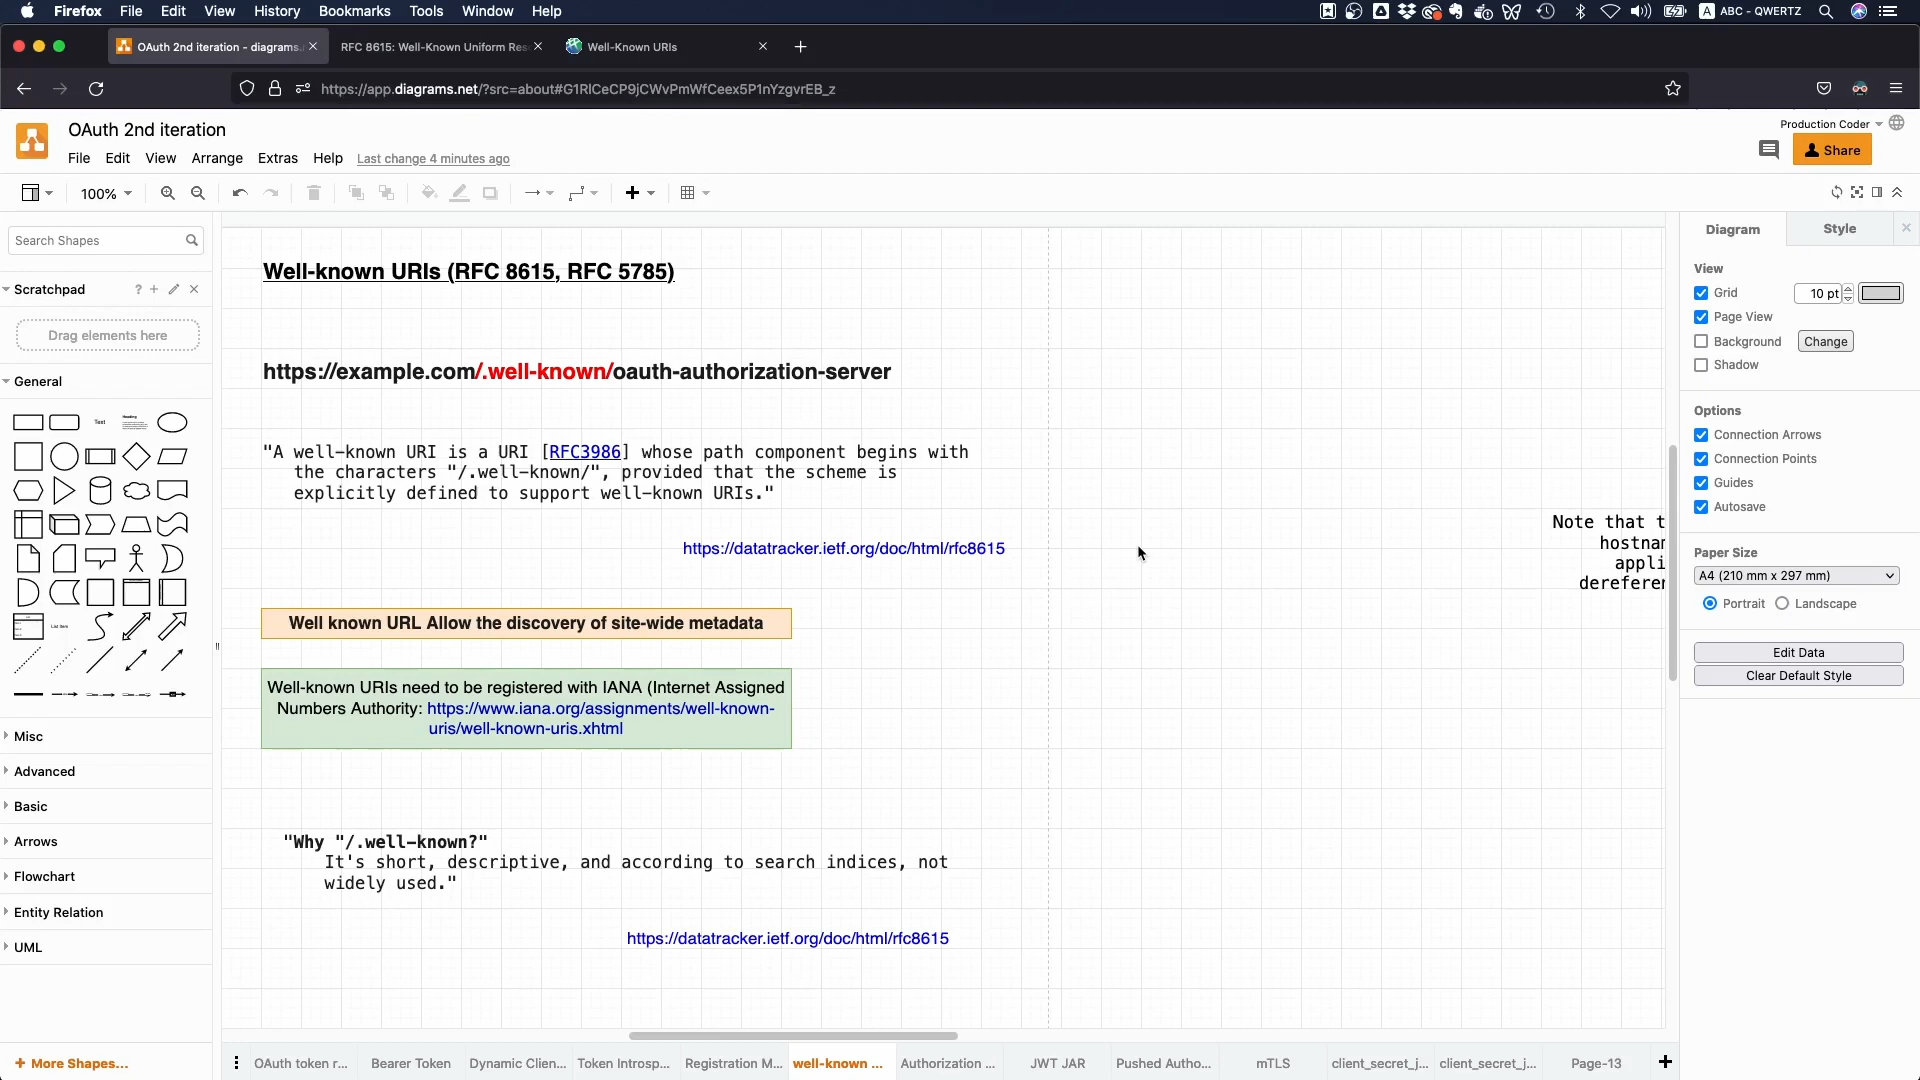 Firefox File Edit View History Bookmarks Tools Window Help
A ABC - QWERTZ
OAuth 2nd iteration - diagrams.
RFC 8615: Well-Known Uniform Res
Well-Known URIs
https://app.diagrams.net/?src=about#G1RlCeCP9jCWvPmWfCeex5P1nYzgvrEB_z
OAuth 2nd iteration
Production Coder
File Edit View Arrange Extras Help Last change 4 minutes ago
Share
100%
Search Shapes
Scratchpad
?
Drag elements here
General
Text
Heading
List Item
Misc
Advanced
Basic
Arrows
Flowchart
Entity Relation
UML
+ More Shapes...
Well-known URIs (RFC 8615, RFC 5785)
https://example.com/.well-known/oauth-authorization-server
"A well-known URI is a URI [RFC3986] whose path component begins with
the characters "/.well-known/", provided that the scheme is
explicitly defined to support well-known URIs."
https://datatracker.ietf.org/doc/html/rfc8615
Well known URL Allow the discovery of site-wide metadata
Well-known URIs need to be registered with IANA (Internet Assigned
Numbers Authority: https://www.iana.org/assignments/well-known-
uris/well-known-uris.xhtml
"Why "/.well-known?"
It's short, descriptive, and according to search indices, not
widely used."
https://datatracker.ietf.org/doc/html/rfc8615
Note that t
hostnam
appli
dereferen
Diagram Style
View
Grid 10 pt
Page View
Background Change
Shadow
Options
Connection Arrows
Connection Points
Guides
Autosave
Paper Size
A4 (210 mm x 297 mm)
Portrait Landscape
Edit Data
Clear Default Style
OAuth token r... Bearer Token Dynamic Clien... Token Introsp... Registration M... well-known ... Authorization ... JWT JAR Pushed Autho... mTLS client_secret_j... client_secret_j... Page-13